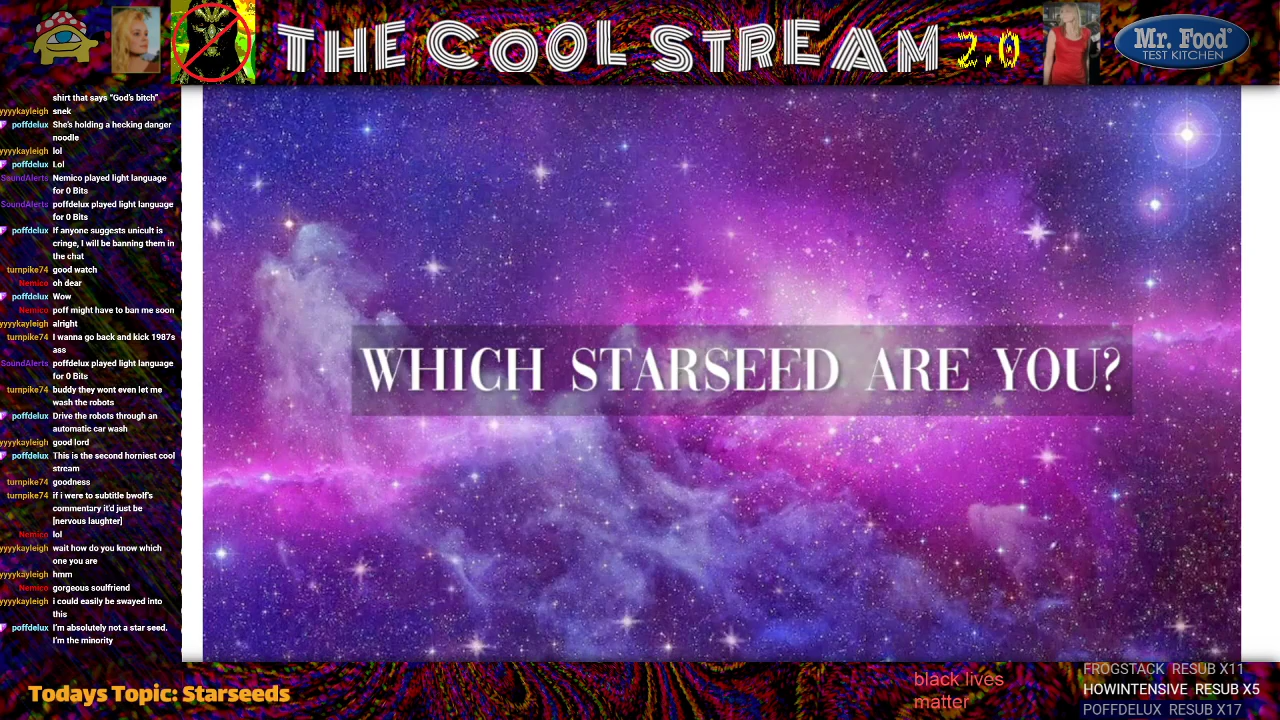 THE COOL STREAM 2.0
Mr. Food®
TEST KITCHEN
shirt that says "God's bitch"
yyyykayleigh snek
poffdelux She's holding a hecking danger
noodle
yyyykayleigh lol
poffdelux Lol
SoundAlerts Nemico played light language
for 0 Bits
SoundAlerts poffdelux played light language
for 0 Bits
poffdelux If anyone suggests unicult is
cringe, I will be banning them in
the chat
turnpike74 good watch
Nemico oh dear
poffdelux Wow
Nemico poff might have to ban me soon
yyyykayleigh alright
turnpike74 I wanna go back and kick 1987s
ass
SoundAlerts poffdelux played light language
for 0 Bits
turnpike74 buddy they wont even let me
wash the robots
poffdelux Drive the robots through an
automatic car wash
yyyykayleigh good lord
poffdelux This is the second horniest cool
stream
turnpike74 goodness
turnpike74 if i were to subtitle bwolf's
commentary it'd just be
[nervous laughter]
Nemico lol
yyyykayleigh wait how do you know which
one you are
yyyykayleigh hmm
Nemico gorgeous soulfriend
yyyykayleigh i could easily be swayed into
this
poffdelux I'm absolutely not a star seed.
I'm the minority
WHICH STARSEED ARE YOU?
Todays Topic: Starseeds
black lives
matter
FROGSTACK RESUB X11
HOWINTENSIVE RESUB X5
POFFDELUX RESUB X17